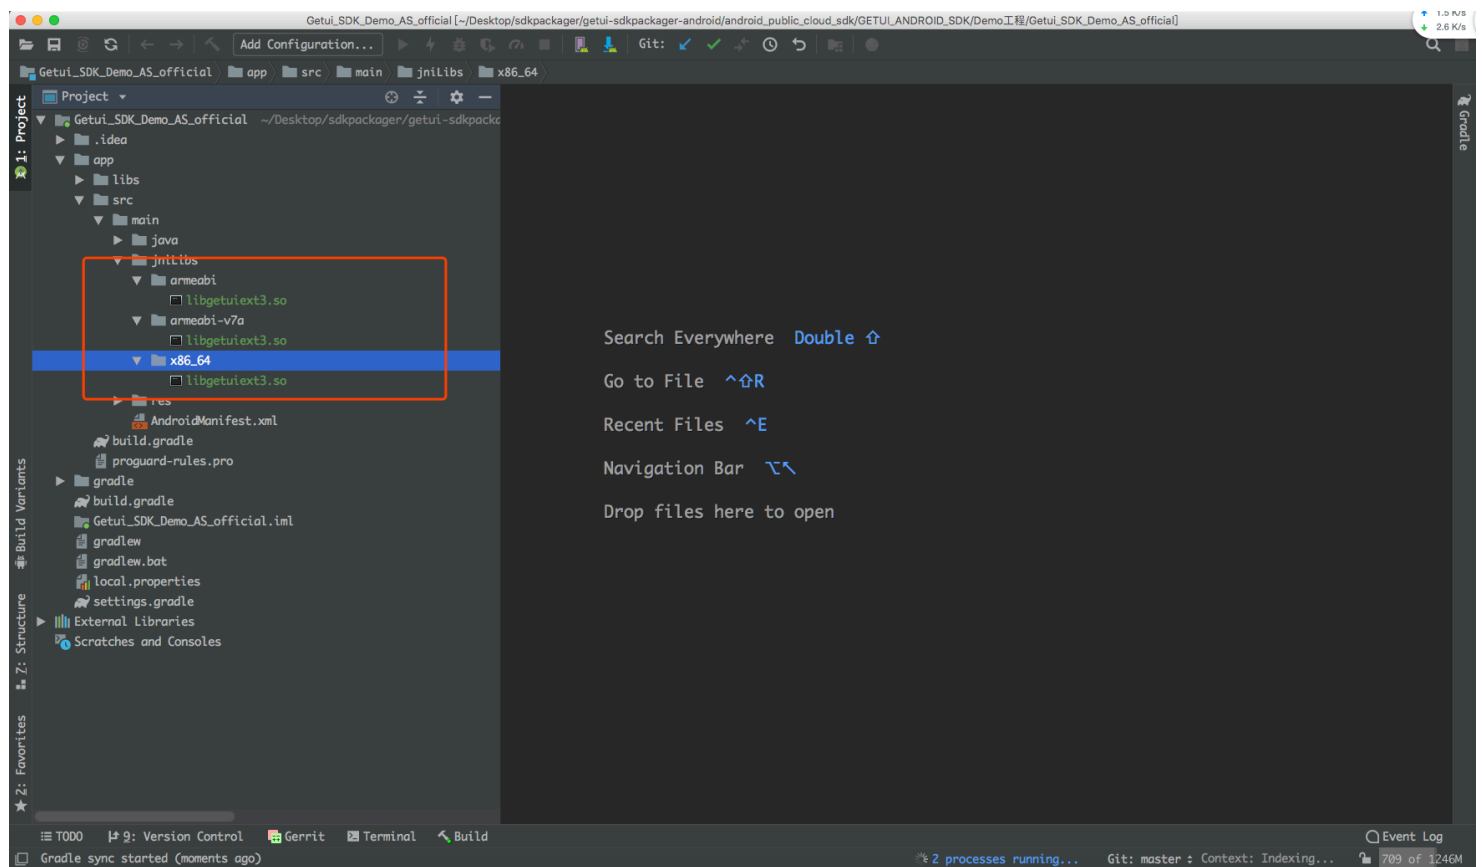 Getui_SDK_Demo_AS_official [~/Desktop/sdkpackager/getui-sdkpackager-android/android_public_cloud_sdk/GETUI_ANDROID_SDK/Demo工程/Getui_SDK_Demo_AS_official]
1.5 K/s
2.6 K/s
Add Configuration...
Git:
Getui_SDK_Demo_AS_official app src main jniLibs x86_64
1: Project
Project
Gradle
Getui_SDK_Demo_AS_official ~/Desktop/sdkpackager/getui-sdkpacka
.idea
app
libs
src
main
java
jniLibs
armeabi
libgetuiext3.so
armeabi-v7a
libgetuiext3.so
x86_64
libgetuiext3.so
res
AndroidManifest.xml
build.gradle
proguard-rules.pro
gradle
build.gradle
Getui_SDK_Demo_AS_official.iml
gradlew
gradlew.bat
local.properties
settings.gradle
External Libraries
Scratches and Consoles
Search Everywhere Double ⇧
Go to File ^⇧R
Recent Files ^E
Navigation Bar ⌥↖
Drop files here to open
Build Variants
Z: Structure
2: Favorites
TODO 9: Version Control Gerrit Terminal Build Event Log
Gradle sync started (moments ago) 2 processes running... Git: master Context: Indexing... 709 of 1246M